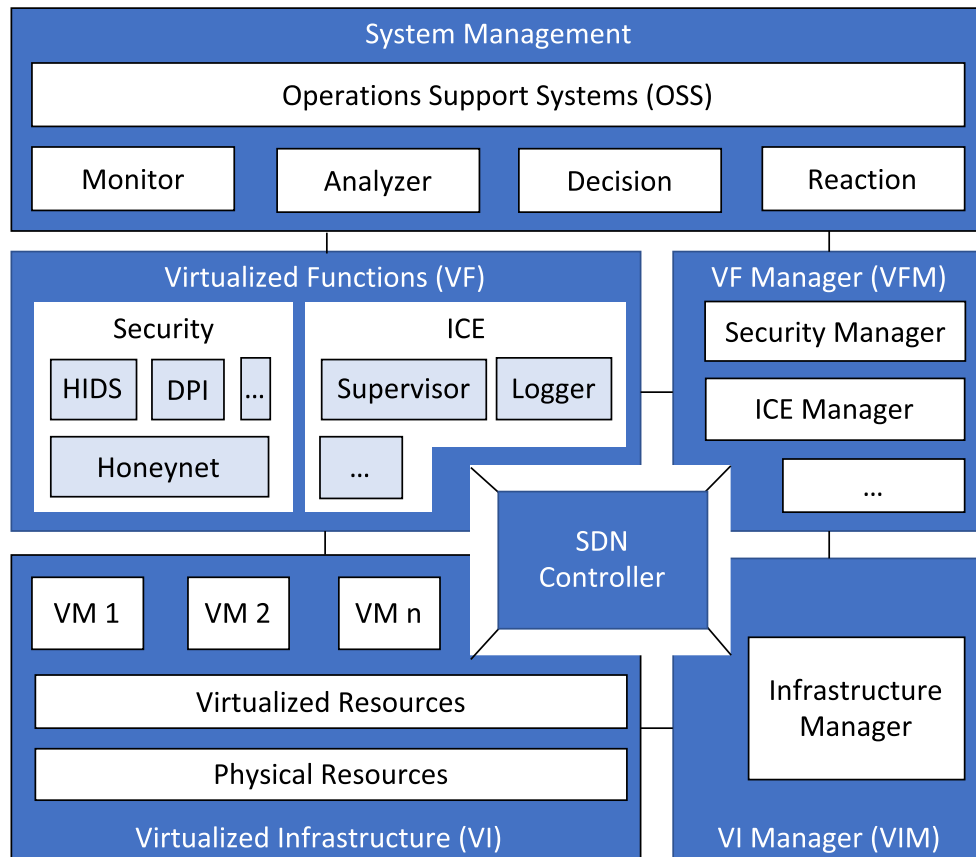 System Management
Operations Support Systems (OSS)
Monitor
Analyzer
Decision
Reaction
Virtualized Functions (VF)
Security
HIDS
DPI
...
Honeynet
ICE
Supervisor
Logger
...
VF Manager (VFM)
Security Manager
ICE Manager
...
SDN
Controller
VM 1
VM 2
VM n
Virtualized Resources
Physical Resources
Virtualized Infrastructure (VI)
Infrastructure
Manager
VI Manager (VIM)